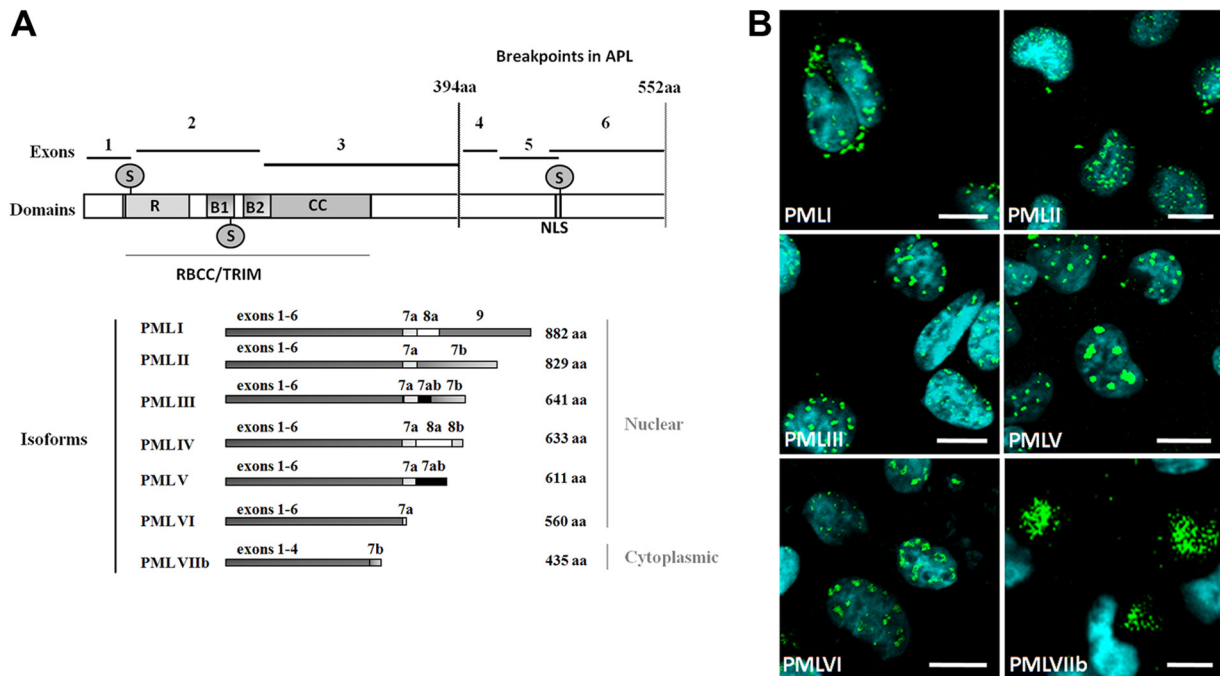 A
B
Breakpoints in APL
394aa
552aa
Exons
1
2
3
4
5
6
S
S
Domains
R
B1
B2
CC
S
NLS
RBCC/TRIM
Isoforms
PML I
exons 1-6
7a
8a
9
882 aa
PML II
exons 1-6
7a
7b
829 aa
PML III
exons 1-6
7a
7ab
7b
641 aa
PML IV
exons 1-6
7a
8a
8b
633 aa
PML V
exons 1-6
7a
7ab
611 aa
PML VI
exons 1-6
7a
560 aa
PML VIIb
exons 1-4
7b
435 aa
Nuclear
Cytoplasmic
PMLI
PMLII
PMLIII
PMLV
PMLVI
PMLVIIb